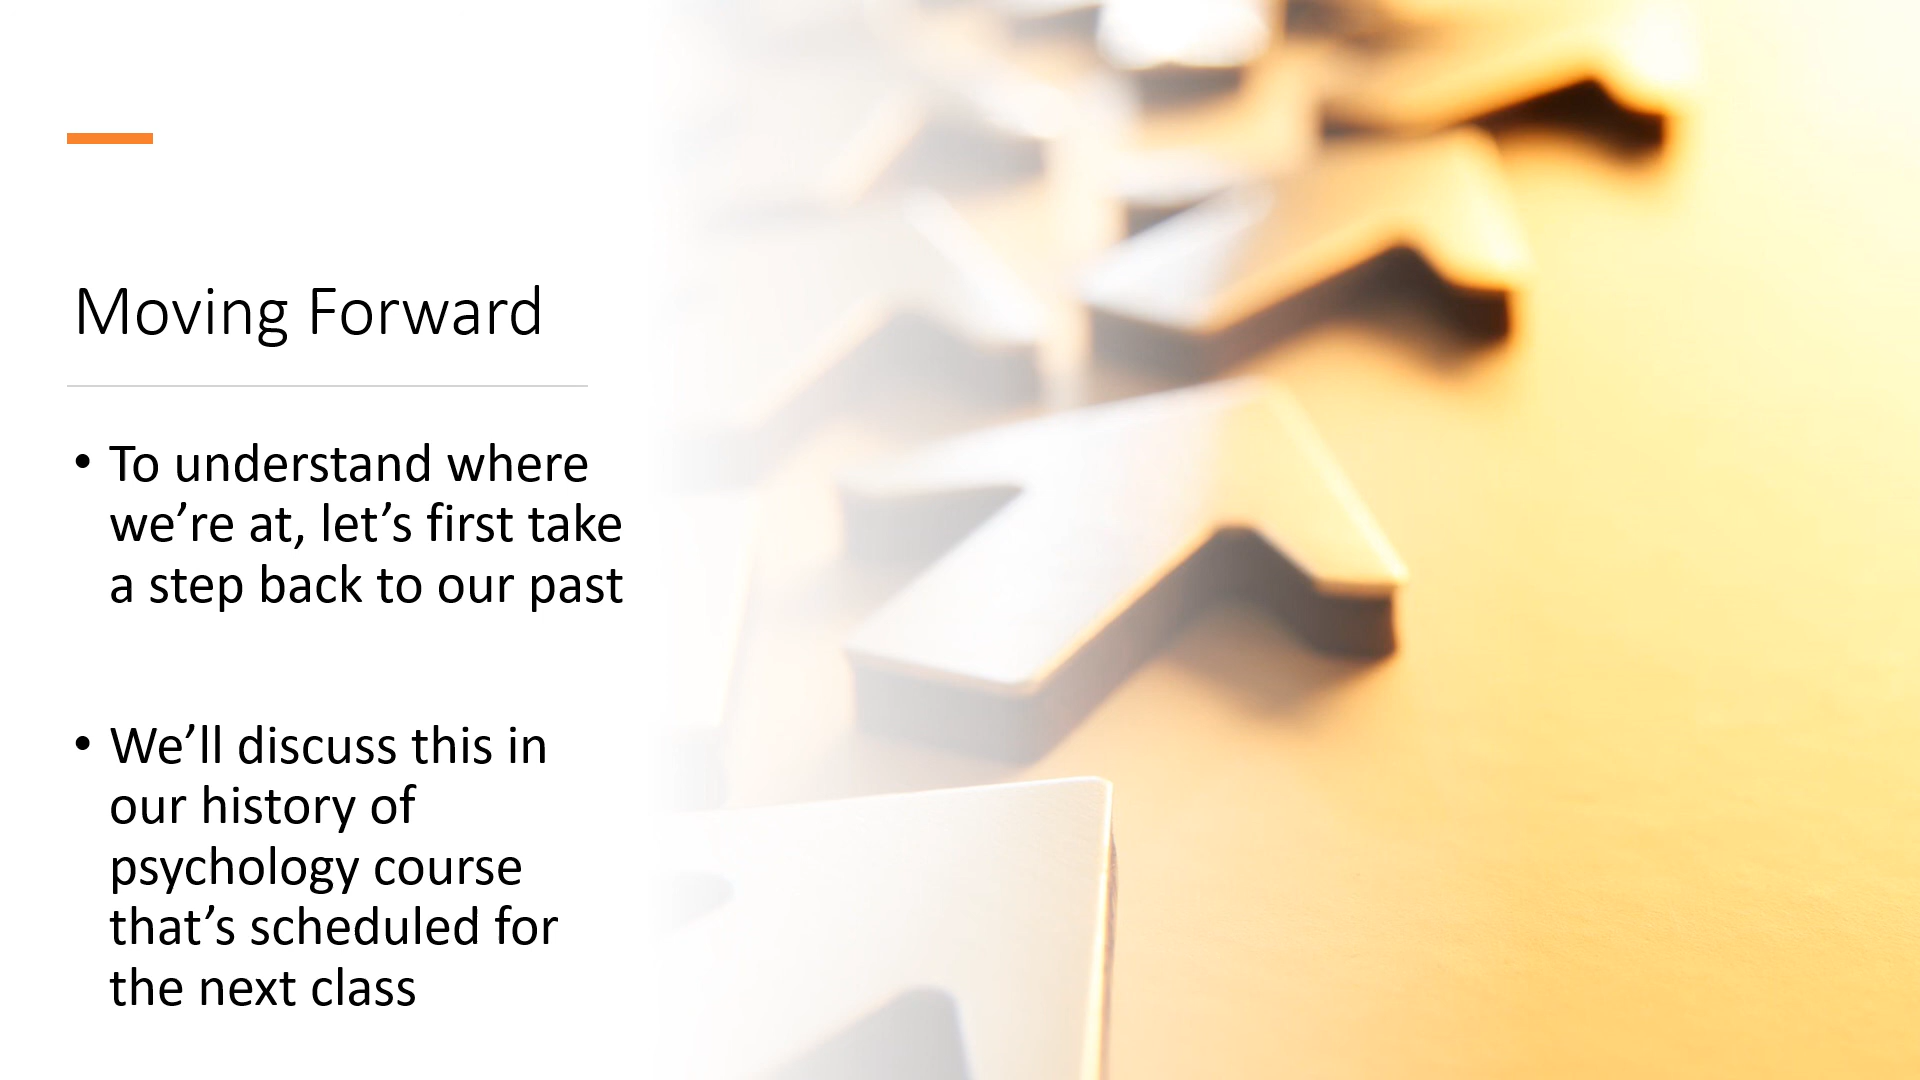 Moving Forward
• To understand where
we’re at, let’s first take
a step back to our past
• We’ll discuss this in
our history of
psychology course
that’s scheduled for
the next class